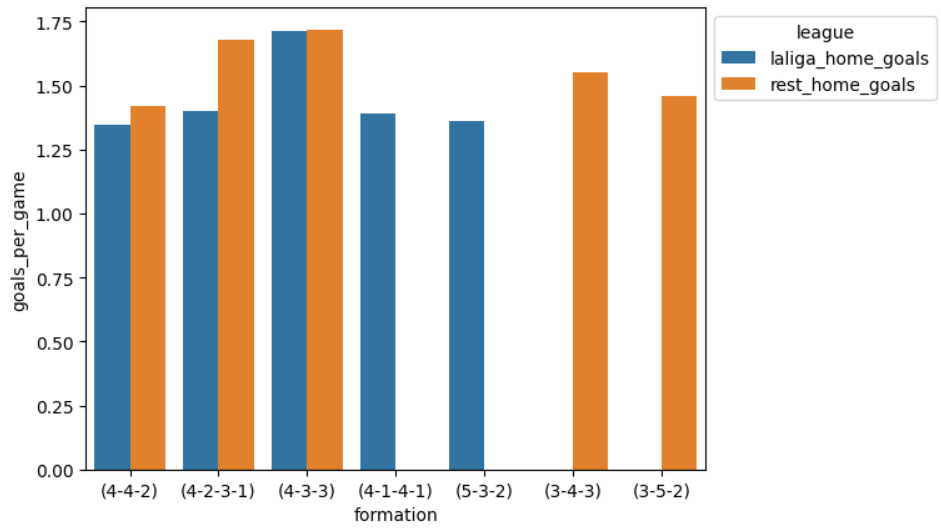 1.75
1.50
1.25
1.00
0.75
0.50
0.25
0.00
goals_per_game
(4-4-2) (4-2-3-1) (4-3-3) (4-1-4-1) (5-3-2) (3-4-3) (3-5-2)
formation
league
laliga_home_goals
rest_home_goals